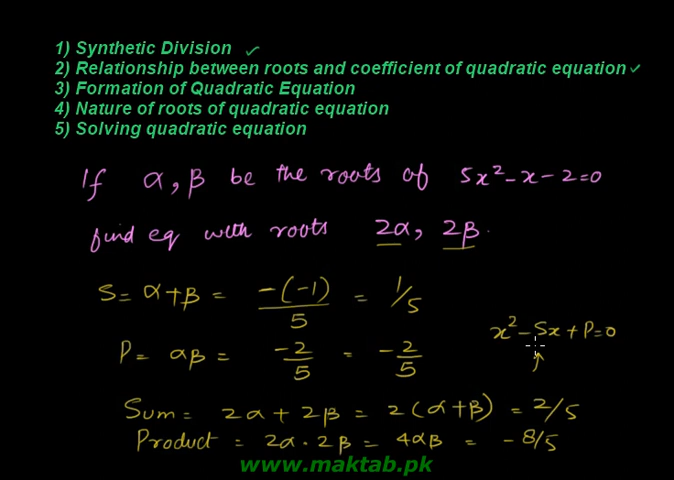 1) Synthetic Division ✓
2) Relationship between roots and coefficient of quadratic equation ✓
3) Formation of Quadratic Equation
4) Nature of roots of quadratic equation
5) Solving quadratic equation
If α, β be the roots of 5x² - x - 2 = 0
find eq with roots 2α, 2β.
S = α + β = -(-1)/5 = 1/5
x² - Sx + P = 0
P = αβ = -2/5 = -2/5
Sum = 2α + 2β = 2(α + β) = 2/5
Product = 2α · 2β = 4αβ = -8/5
www.maktab.pk